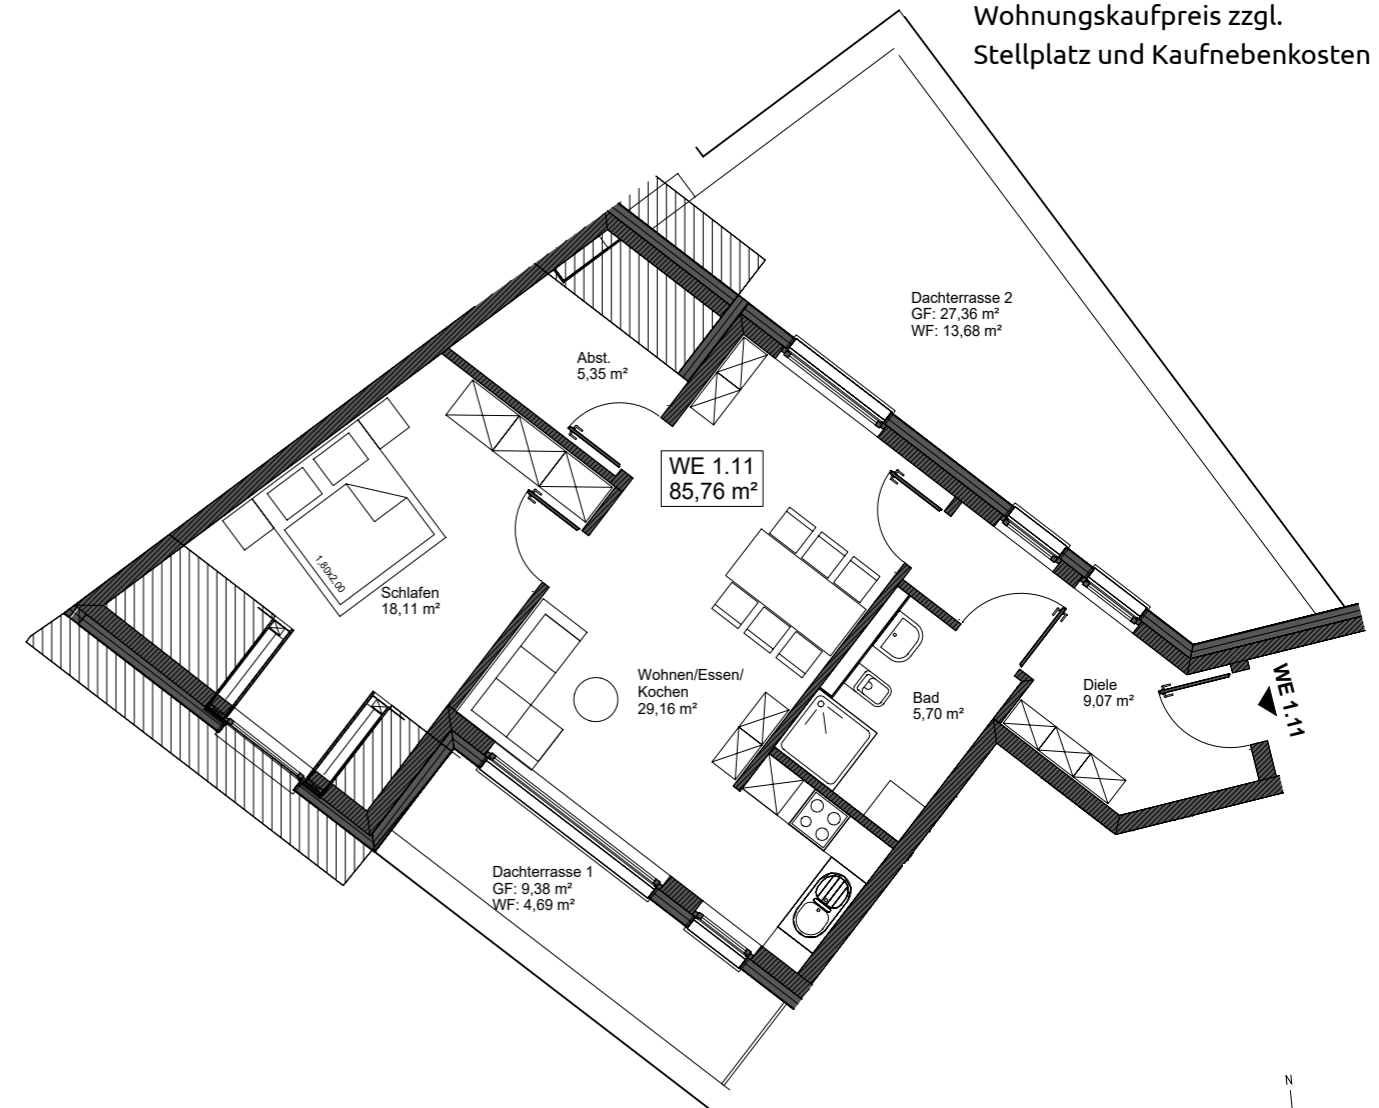 Wohnungskaufpreis zzgl.
Stellplatz und Kaufnebenkosten
Dachterrasse 2
GF: 27,36 m²
WF: 13,68 m²
Abst.
5,35 m²
WE 1.11
85,76 m²
1,80x2,00
Schlafen
18,11 m²
Wohnen/Essen/
Kochen
29,16 m²
Bad
5,70 m²
Diele
9,07 m²
WE 1.11
Dachterrasse 1
GF: 9,38 m²
WF: 4,69 m²
N